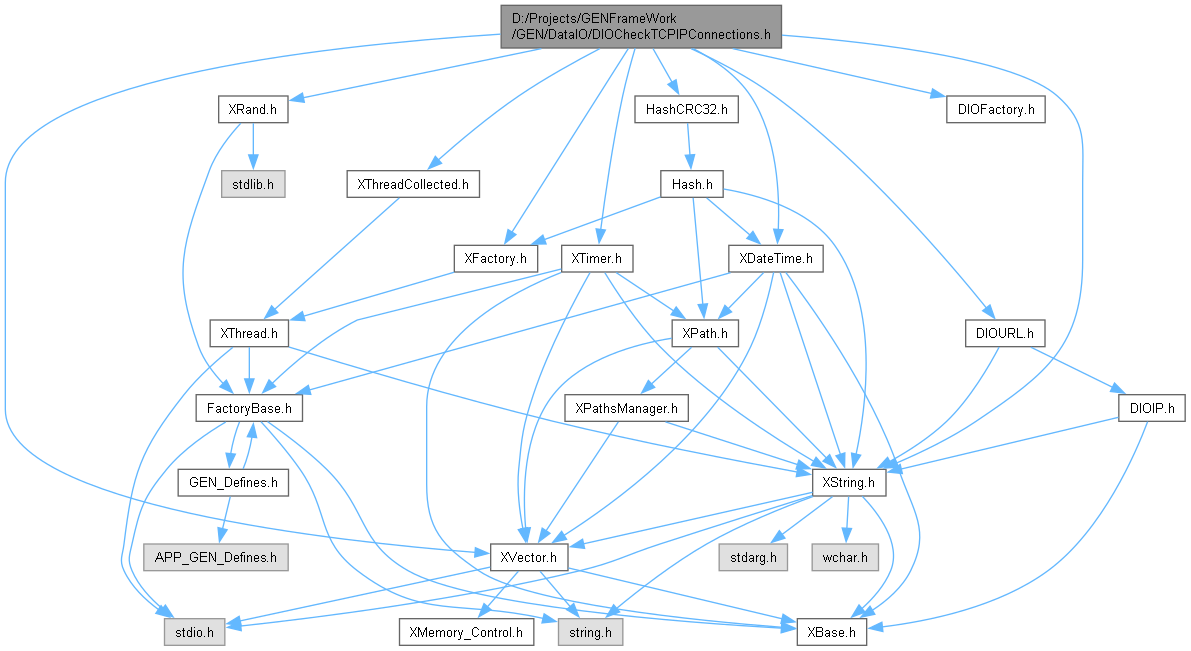 D:/Projects/GENFrameWork
/GEN/DataIO/DIOCheckTCPIPConnections.h
XRand.h
HashCRC32.h
DIOFactory.h
stdlib.h
XThreadCollected.h
Hash.h
XFactory.h
XTimer.h
XDateTime.h
XThread.h
XPath.h
DIOURL.h
FactoryBase.h
XPathsManager.h
DIOIP.h
GEN_Defines.h
XString.h
APP_GEN_Defines.h
XVector.h
stdarg.h
wchar.h
stdio.h
XMemory_Control.h
string.h
XBase.h